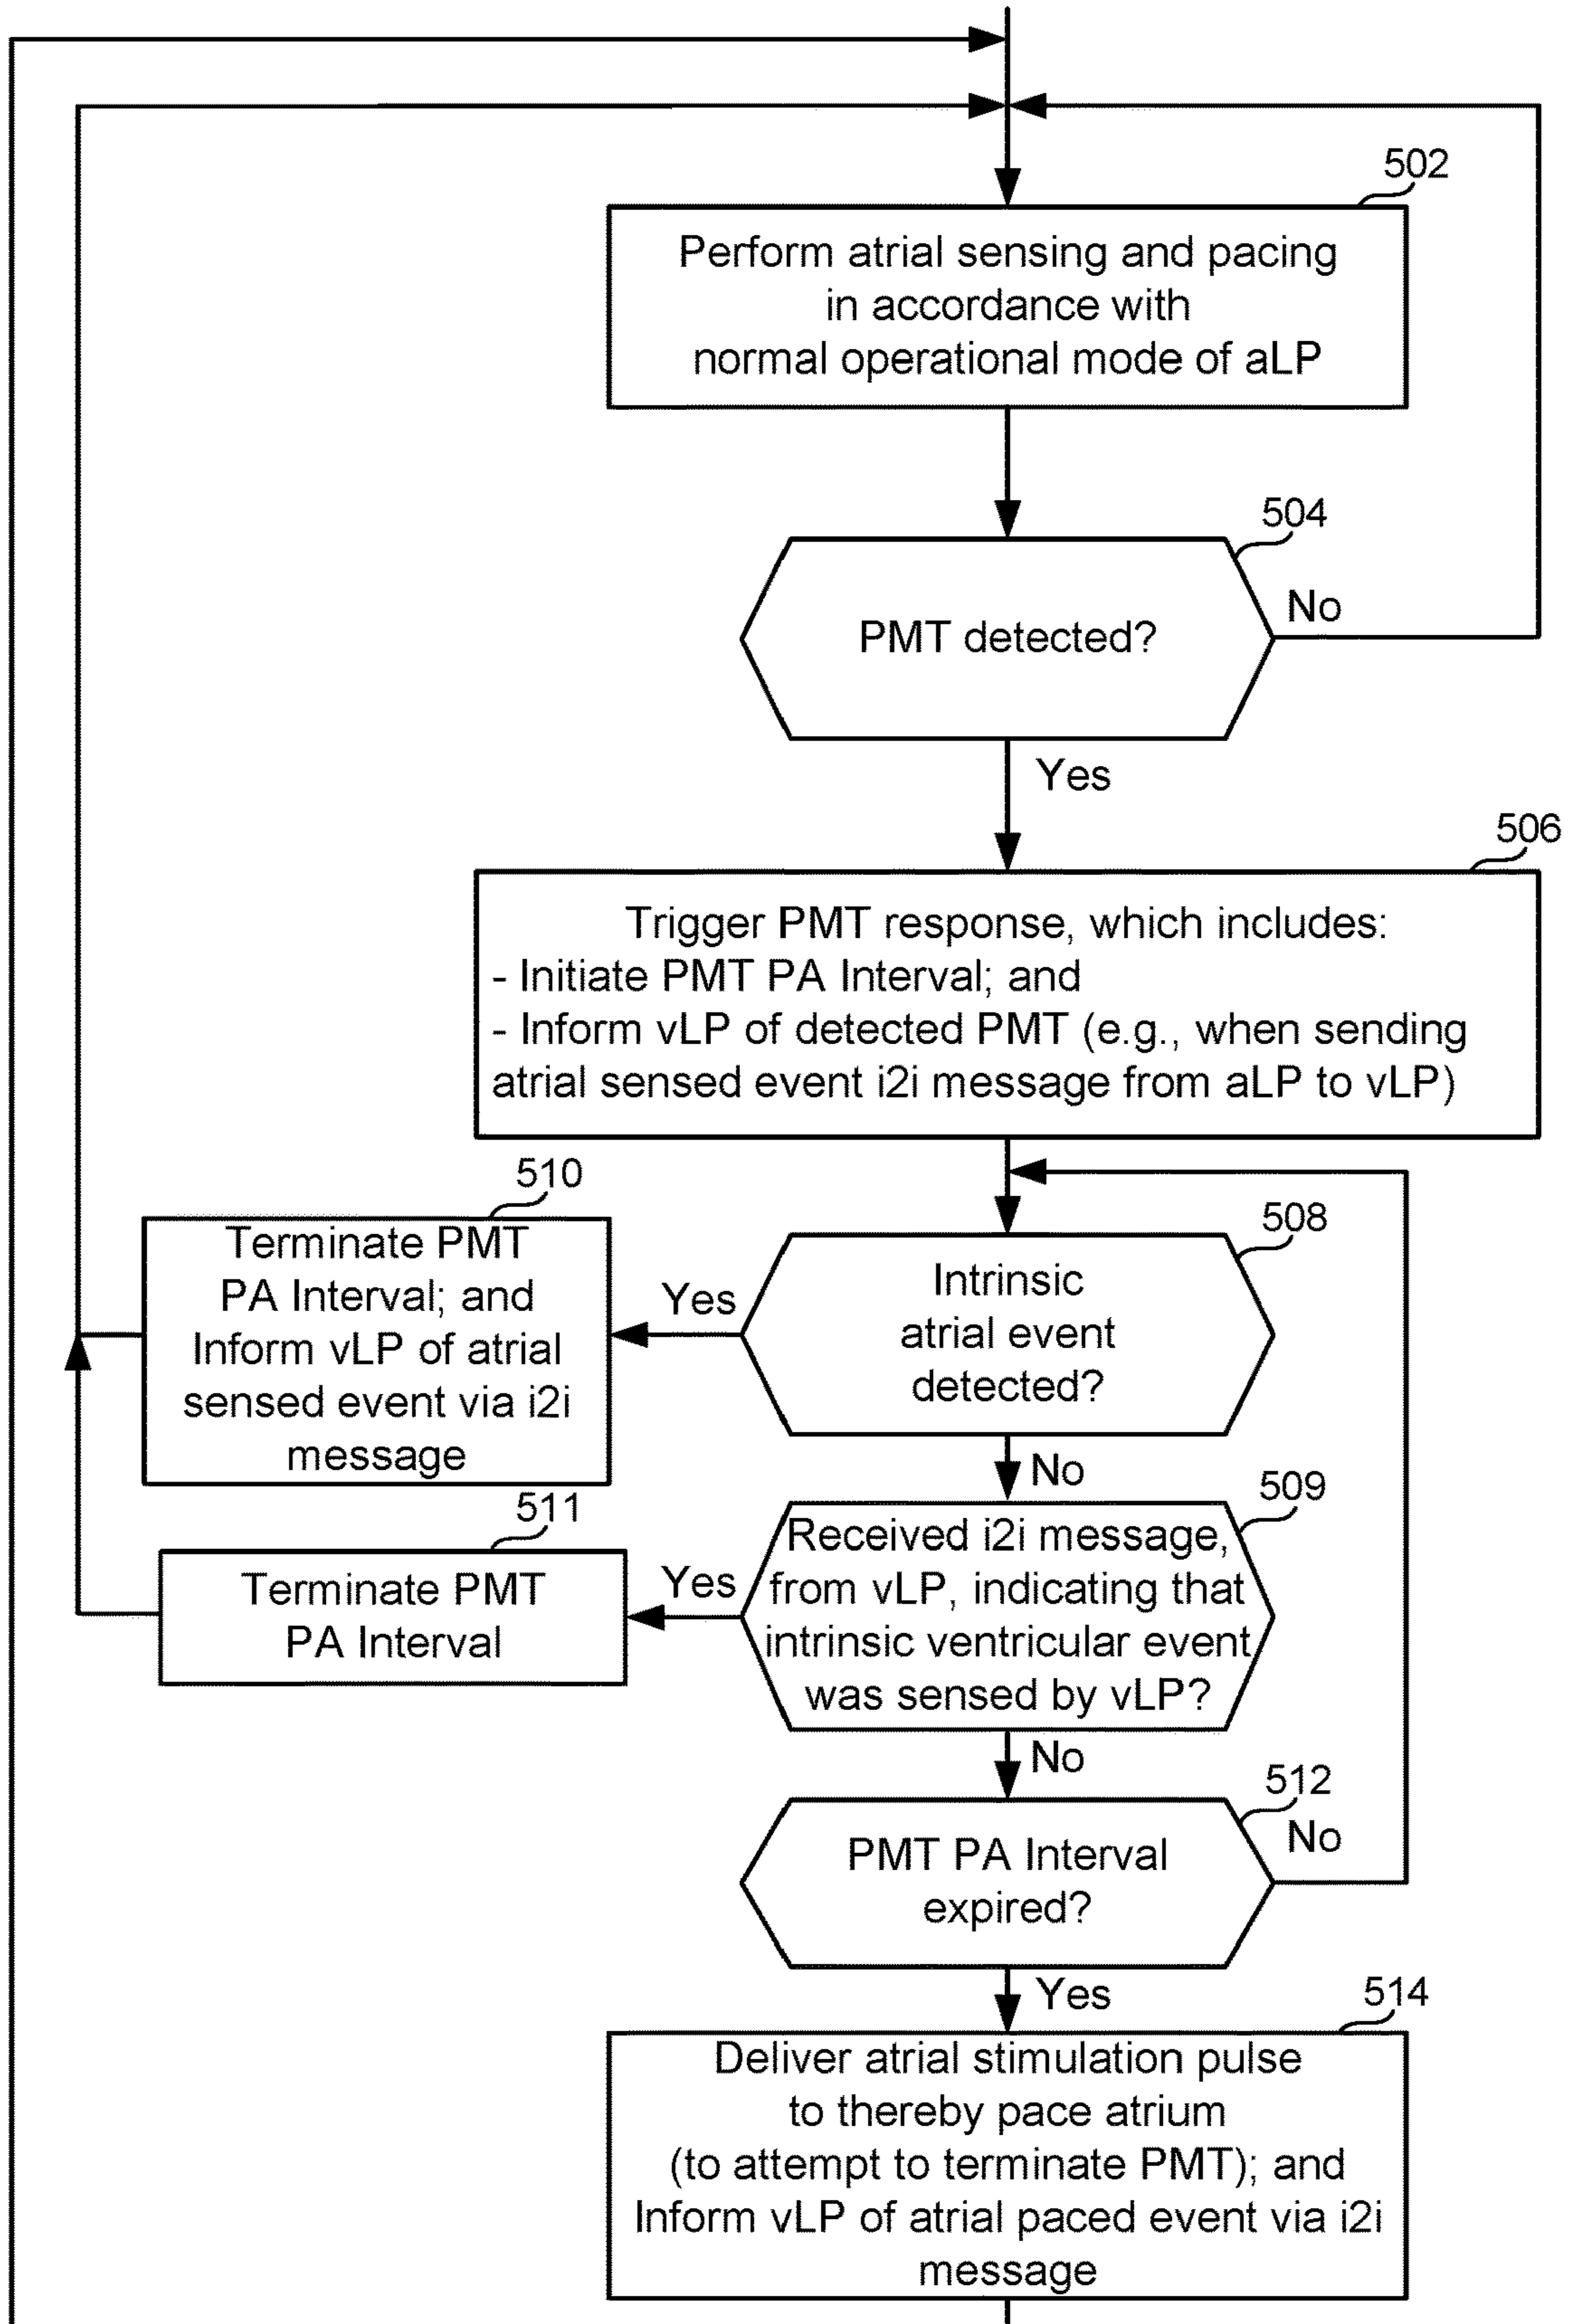 502
Perform atrial sensing and pacing
in accordance with
normal operational mode of aLP
504
PMT detected?
No
Yes
506
Trigger PMT response, which includes:
- Initiate PMT PA Interval; and
- Inform vLP of detected PMT (e.g., when sending
atrial sensed event i2i message from aLP to vLP)
510
Terminate PMT
PA Interval; and
Inform vLP of atrial
sensed event via i2i
message
Yes
508
Intrinsic
atrial event
detected?
No
511
Terminate PMT
PA Interval
Yes
509
Received i2i message,
from vLP, indicating that
intrinsic ventricular event
was sensed by vLP?
No
512
PMT PA Interval
expired?
No
Yes
514
Deliver atrial stimulation pulse
to thereby pace atrium
(to attempt to terminate PMT); and
Inform vLP of atrial paced event via i2i
message